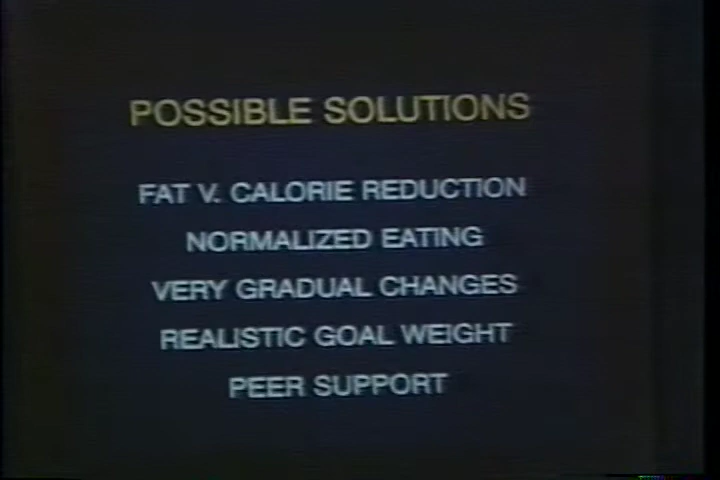 POSSIBLE SOLUTIONS
FAT V. CALORIE REDUCTION
NORMALIZED EATING
VERY GRADUAL CHANGES
REALISTIC GOAL WEIGHT
PEER SUPPORT